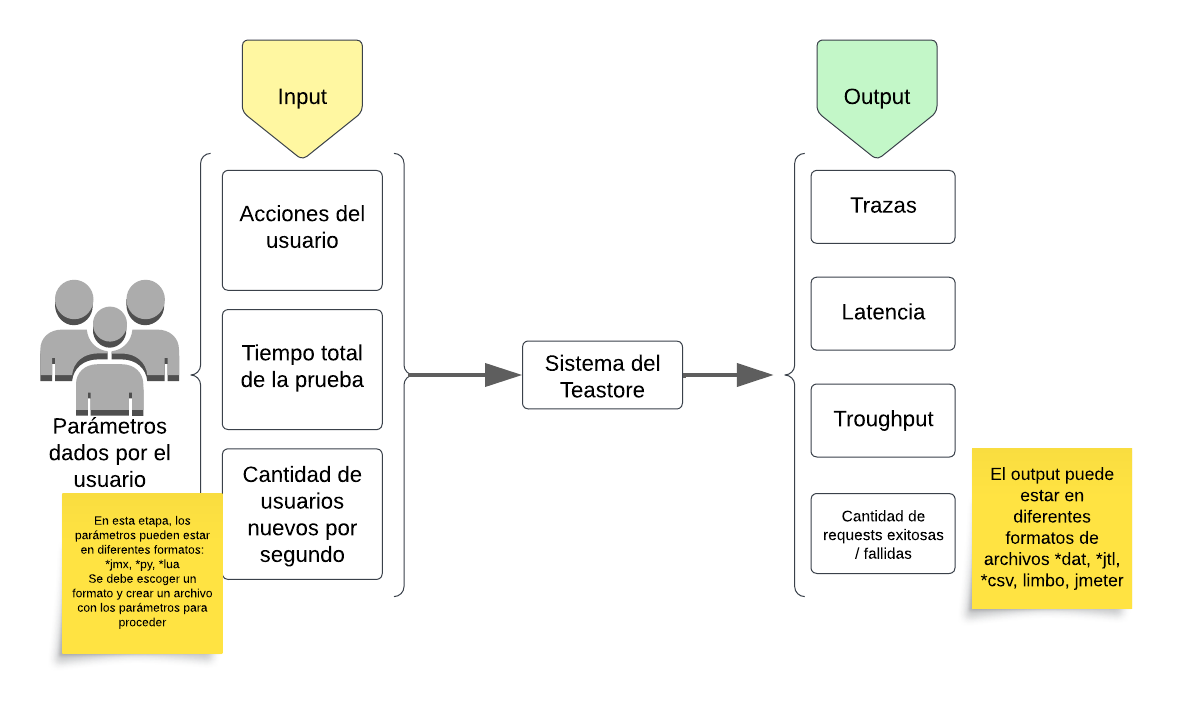 Input
Acciones del
usuario
Tiempo total
de la prueba
Cantidad de
usuarios
nuevos por
segundo
Parámetros
dados por el
usuario
En esta etapa, los
parámetros pueden estar
en diferentes formatos:
*jmx, *py, *lua
Se debe escoger un
formato y crear un archivo
con los parámetros para
proceder
Sistema del
Teastore
Output
Trazas
Latencia
Troughput
Cantidad de
requests exitosas
/ fallidas
El output puede
estar en
diferentes
formatos de
archivos *dat, *jtl,
*csv, limbo, jmeter